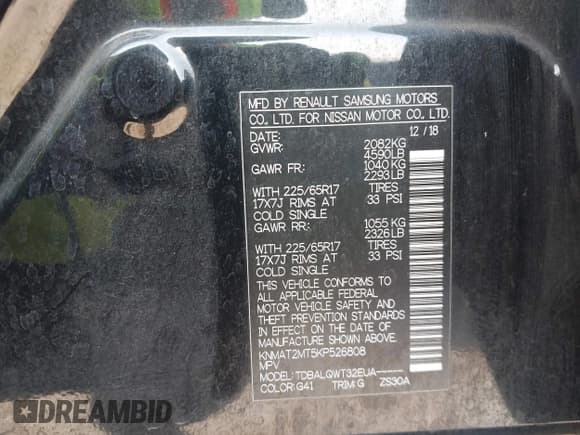 MFD BY RENAULT SAMSUNG MOTORS
CO., LTD. FOR NISSAN MOTOR CO., LTD.
DATE: 12 / 18
GVWR: 2082KG
4590LB
GAWR FR: 1040 KG
2293LB
WITH 225/65R17 TIRES
17X7J RIMS AT 33 PSI
COLD SINGLE
GAWR RR: 1055 KG
2326LB
WITH 225/65R17 TIRES
17X7J RIMS AT 33 PSI
COLD SINGLE
THIS VEHICLE CONFORMS TO
ALL APPLICABLE FEDERAL
MOTOR VEHICLE SAFETY AND
THEFT PREVENTION STANDARDS
IN EFFECT ON THE DATE OF
MANUFACTURE SHOWN ABOVE.
KNMAT2MT5KP526808
MPV
MODEL: TDBALQWT32EUA-----
COLOR:G41 TRIM:G ZS30A
DREAMBID